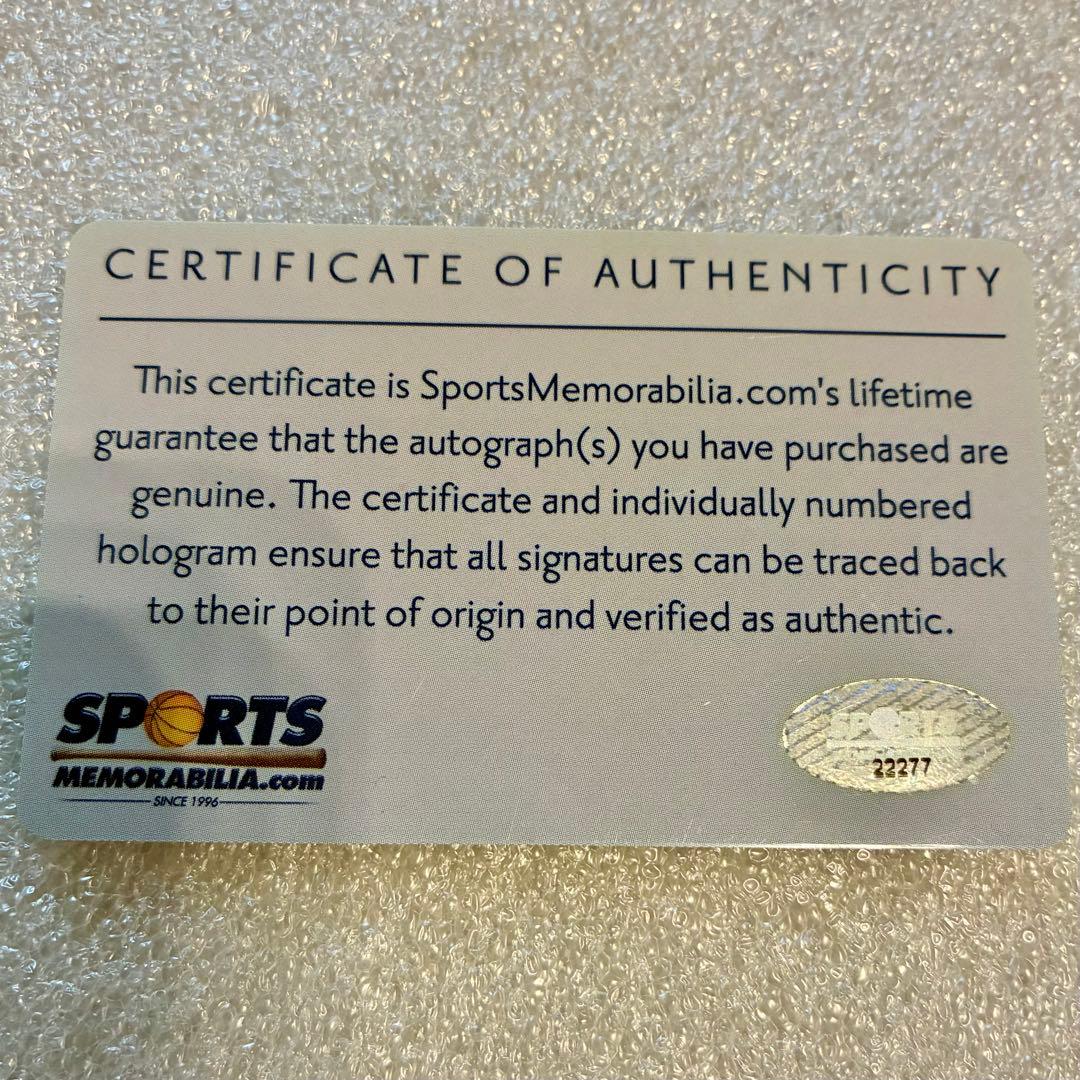 CERTIFICATE OF AUTHENTICITY
This certificate is SportsMemorabilia.com's lifetime
guarantee that the autograph(s) you have purchased are
genuine. The certificate and individually numbered
hologram ensure that all signatures can be traced back
to their point of origin and verified as authentic.
SPORTS
MEMORABILIA.com
SINCE 1996
SPORTS
22277